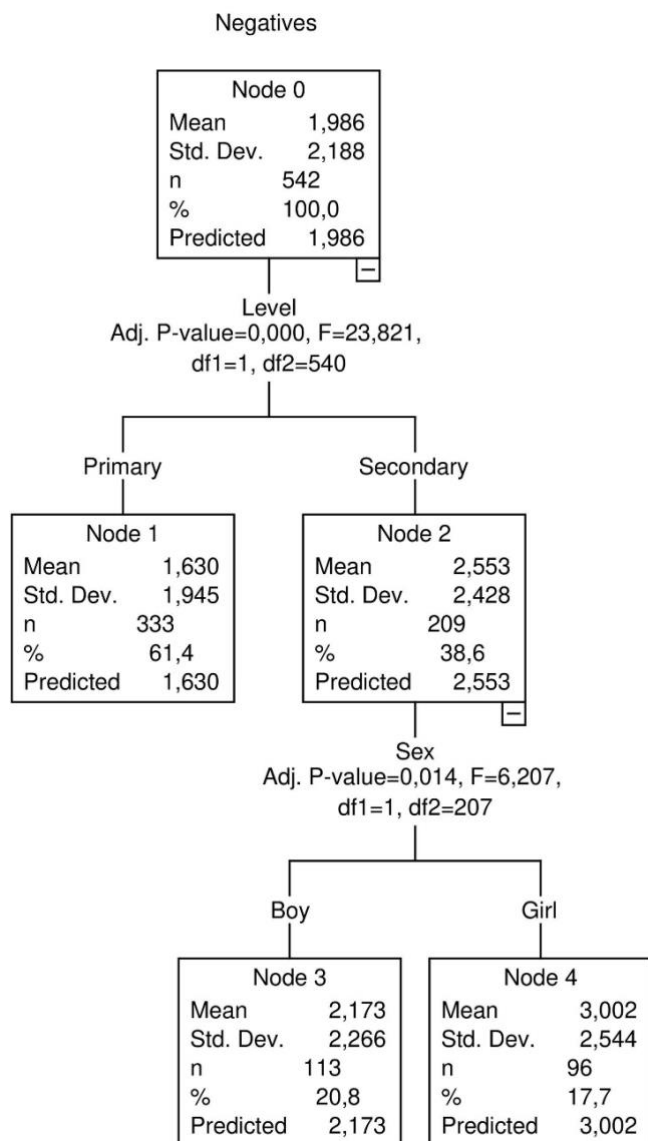 Negatives
Node 0
Mean 1,986
Std. Dev. 2,188
n 542
% 100,0
Predicted 1,986
Level
Adj. P-value=0,000, F=23,821,
df1=1, df2=540
Primary
Secondary
Node 1
Mean 1,630
Std. Dev. 1,945
n 333
% 61,4
Predicted 1,630
Node 2
Mean 2,553
Std. Dev. 2,428
n 209
% 38,6
Predicted 2,553
Sex
Adj. P-value=0,014, F=6,207,
df1=1, df2=207
Boy
Girl
Node 3
Mean 2,173
Std. Dev. 2,266
n 113
% 20,8
Predicted 2,173
Node 4
Mean 3,002
Std. Dev. 2,544
n 96
% 17,7
Predicted 3,002